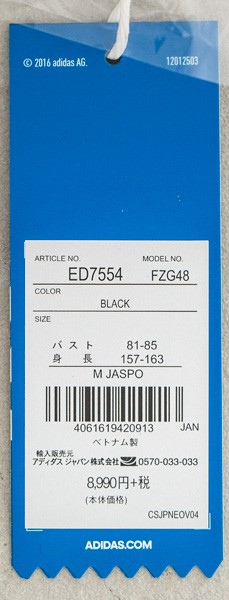 © 2016 adidas AG. 12012503
ARTICLE NO. MODEL NO.
ED7554 FZG48
COLOR
BLACK
SIZE
バスト 81-85
身長 157-163
M JASPO
4061619420913 JAN
ベトナム製
輸入販売元
アディダス ジャパン株式会社 0570-033-033
8,990円+税
(本体価格)
CSJPNEOV04
ADIDAS.COM